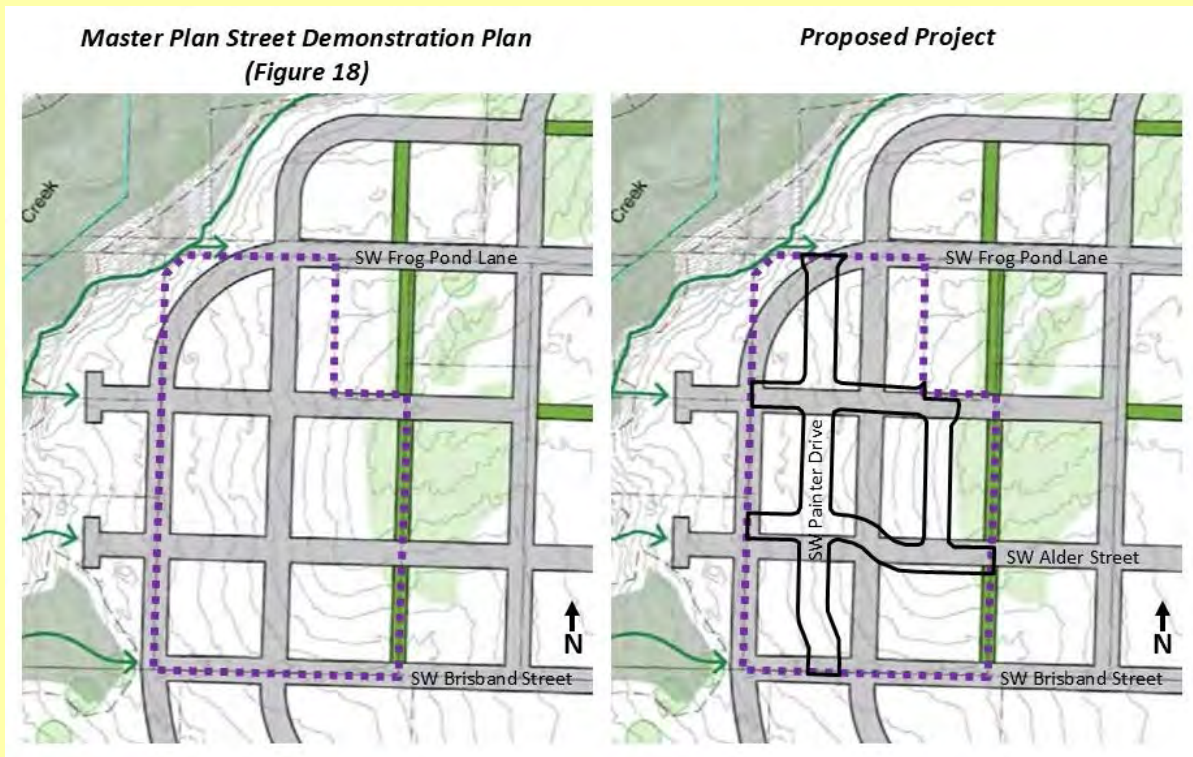 Master Plan Street Demonstration Plan
(Figure 18)
Creek
SW Frog Pond Lane
N
SW Brisband Street
Proposed Project
Creek
SW Frog Pond Lane
SW Painter Drive
SW Alder Street
N
SW Brisband Street